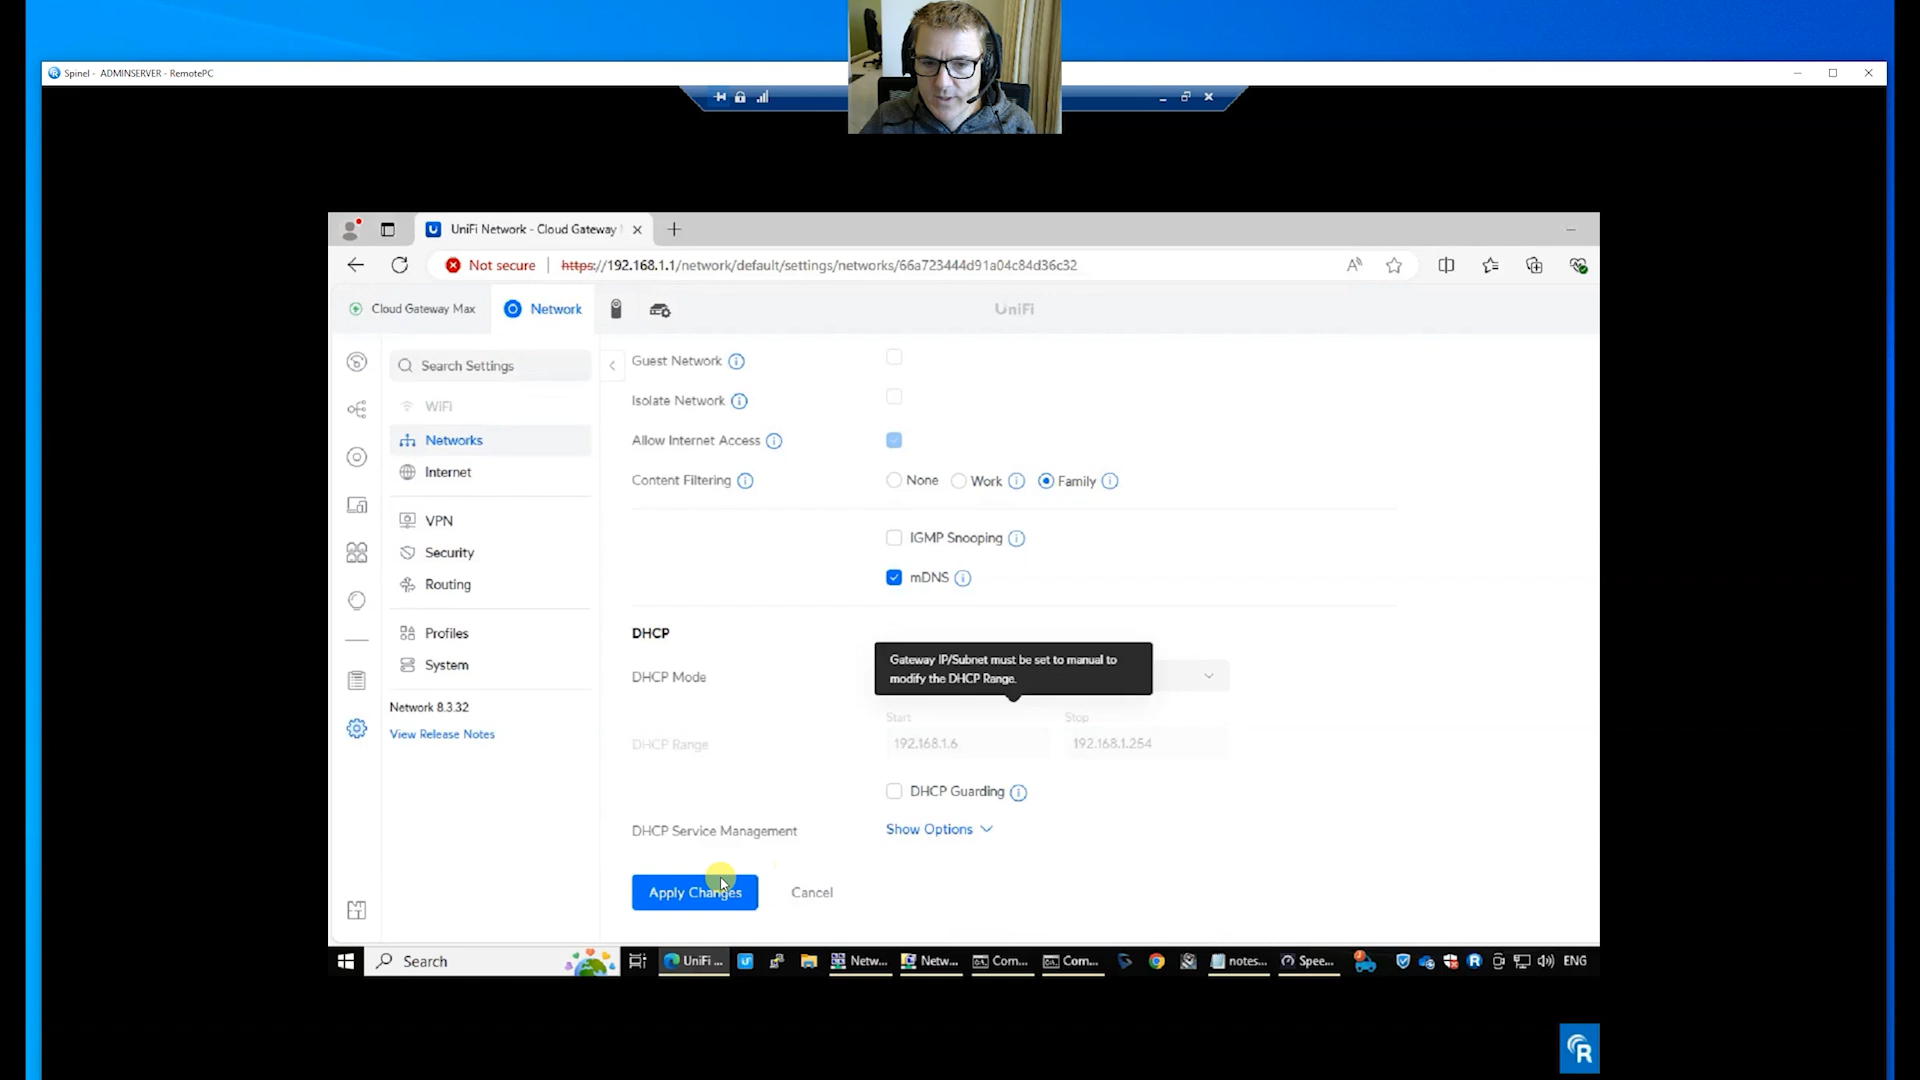 Spinel - ADMINSERVER - RemotePC
UniFi Network - Cloud Gateway
Not secure
https://192.168.1.1/network/default/settings/networks/66a723444d91a04c84d36c32
Cloud Gateway Max
Network
UniFi
Search Settings
WiFi
Networks
Internet
VPN
Security
Routing
Profiles
System
Network 8.3.32
View Release Notes
Guest Network
Isolate Network
Allow Internet Access
Content Filtering
None
Work
Family
IGMP Snooping
mDNS
DHCP
Gateway IP/Subnet must be set to manual to
modify the DHCP Range.
DHCP Mode
Start
Stop
DHCP Range
192.168.1.6
192.168.1.254
DHCP Guarding
DHCP Service Management
Show Options
Apply Changes
Cancel
Search
UniFi ...
Netw...
Netw...
Com...
Com...
notes...
Spee...
ENG